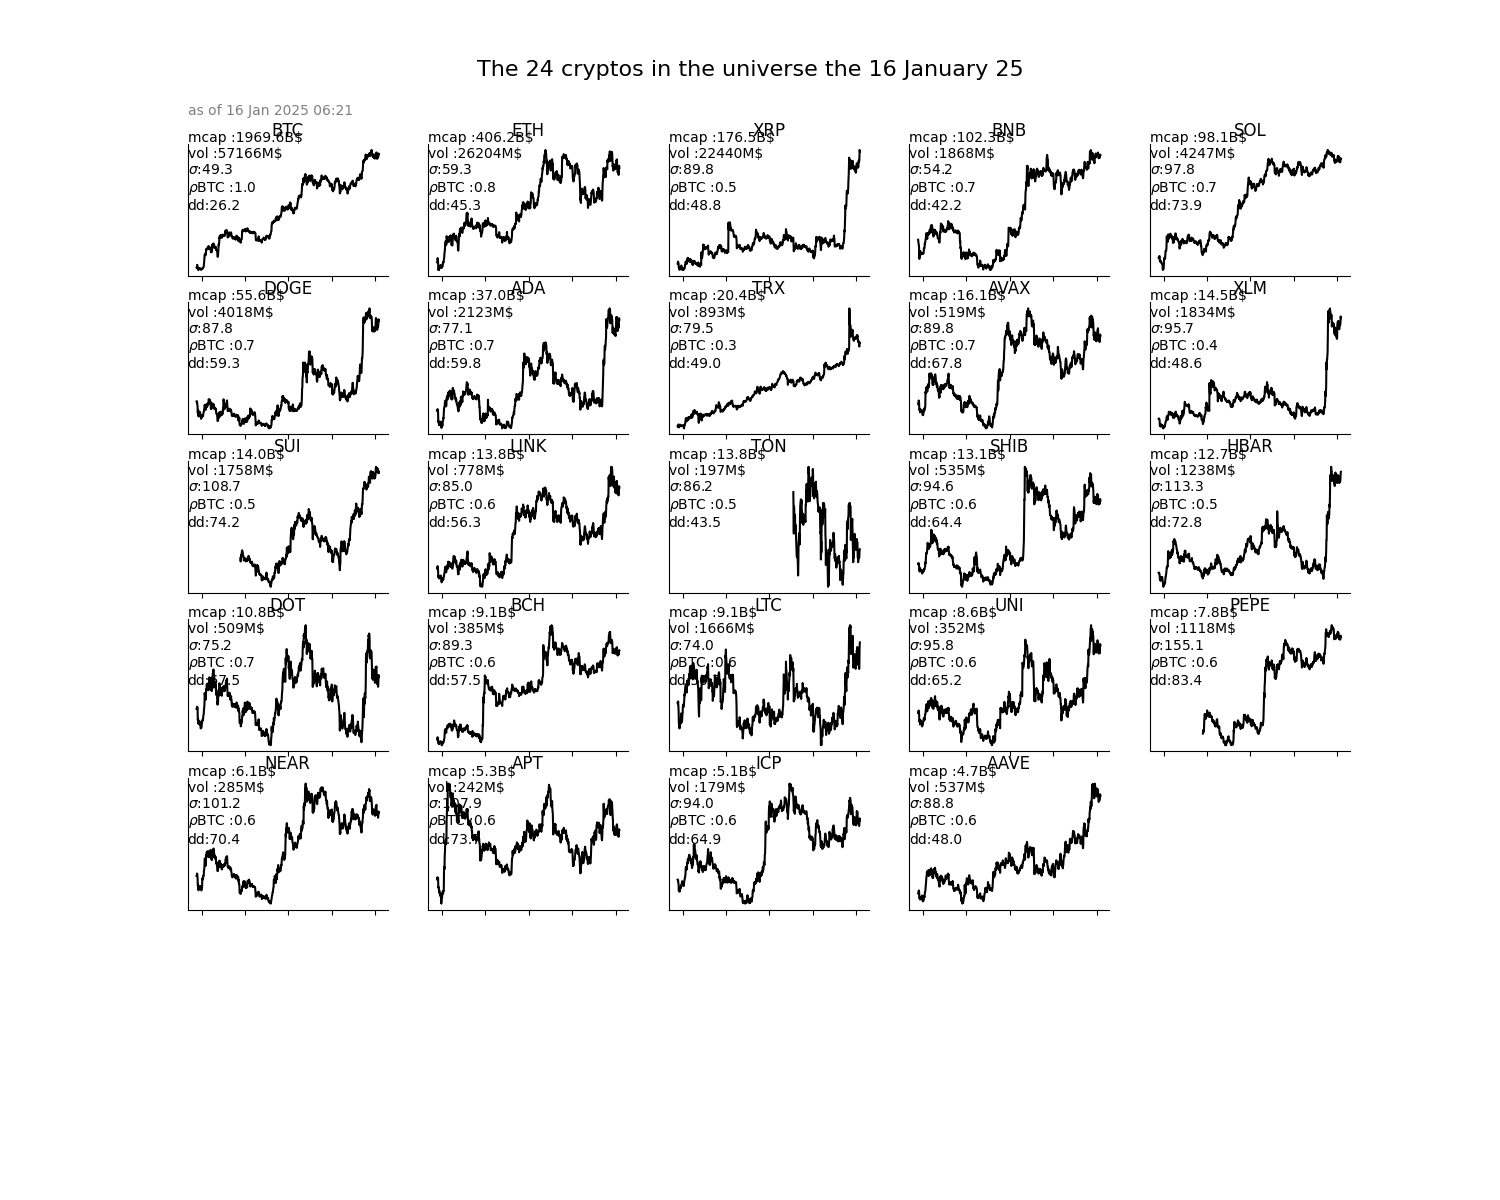 The 24 cryptos in the universe the 16 January 25
as of 16 Jan 2025 06:21
BTC
mcap :1969.6B$
vol :57166M$
σ:49.3
ρBTC :1.0
dd:26.2
ETH
mcap :406.2B$
vol :26204M$
σ:59.3
ρBTC :0.8
dd:45.3
XRP
mcap :176.5B$
vol :22440M$
σ:89.8
ρBTC :0.5
dd:48.8
BNB
mcap :102.3B$
vol :1868M$
σ:54.2
ρBTC :0.7
dd:42.2
SOL
mcap :98.1B$
vol :4247M$
σ:97.8
ρBTC :0.7
dd:73.9
DOGE
mcap :55.6B$
vol :4018M$
σ:87.8
ρBTC :0.7
dd:59.3
ADA
mcap :37.0B$
vol :2123M$
σ:77.1
ρBTC :0.7
dd:59.8
TRX
mcap :20.4B$
vol :893M$
σ:79.5
ρBTC :0.3
dd:49.0
AVAX
mcap :16.1B$
vol :519M$
σ:89.8
ρBTC :0.7
dd:67.8
XLM
mcap :14.5B$
vol :1834M$
σ:95.7
ρBTC :0.4
dd:48.6
SUI
mcap :14.0B$
vol :1758M$
σ:108.7
ρBTC :0.5
dd:74.2
LINK
mcap :13.8B$
vol :778M$
σ:85.0
ρBTC :0.6
dd:56.3
TON
mcap :13.8B$
vol :197M$
σ:86.2
ρBTC :0.5
dd:43.5
SHIB
mcap :13.1B$
vol :535M$
σ:94.6
ρBTC :0.6
dd:64.4
HBAR
mcap :12.7B$
vol :1238M$
σ:113.3
ρBTC :0.5
dd:72.8
DOT
mcap :10.8B$
vol :509M$
σ:75.2
ρBTC :0.7
BCH
mcap :9.1B$
vol :385M$
σ:89.3
ρBTC :0.6
dd:57.5
LTC
mcap :9.1B$
vol :1666M$
σ:74.0
ρBTC :0.6
UNI
mcap :8.6B$
vol :352M$
σ:95.8
ρBTC :0.6
dd:65.2
PEPE
mcap :7.8B$
vol :1118M$
σ:155.1
ρBTC :0.6
dd:83.4
NEAR
mcap :6.1B$
vol :285M$
σ:101.2
ρBTC :0.6
dd:70.4
APT
mcap :5.3B$
vol :242M$
σ:107.9
ρBTC :0.6
ICP
mcap :5.1B$
vol :179M$
σ:94.0
ρBTC :0.6
dd:64.9
AAVE
mcap :4.7B$
vol :537M$
σ:88.8
ρBTC :0.6
dd:48.0